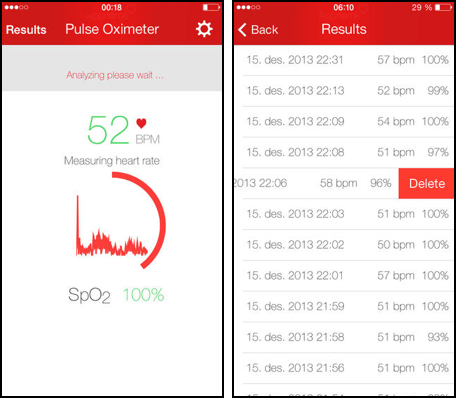 00:18
Results Pulse Oximeter
Analyzing please wait ...
52 BPM
Measuring heart rate
SpO2 100%
06:10 29 %
Back Results
15. des. 2013 22:31 57 bpm 100%
15. des. 2013 22:13 52 bpm 99%
15. des. 2013 22:09 54 bpm 100%
15. des. 2013 22:08 51 bpm 97%
2013 22:06 58 bpm 96% Delete
15. des. 2013 22:03 51 bpm 100%
15. des. 2013 22:02 50 bpm 100%
15. des. 2013 22:01 57 bpm 100%
15. des. 2013 21:59 51 bpm 100%
15. des. 2013 21:58 51 bpm 93%
15. des. 2013 21:56 51 bpm 100%